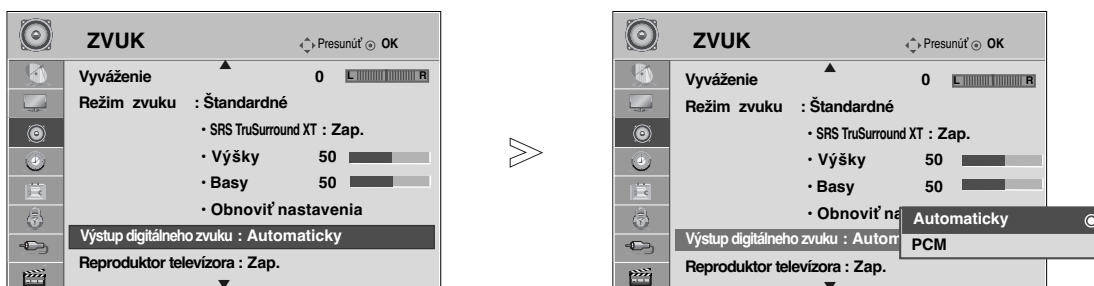 ZVUK
Presunúť OK
Vyváženie 0 L R
Režim zvuku : Štandardné
• SRS TruSurround XT : Zap.
• Výšky 50
• Basy 50
• Obnoviť nastavenia
Výstup digitálneho zvuku : Automaticky
Reproduktor televízora : Zap.
>
ZVUK
Presunúť OK
Vyváženie 0 L R
Režim zvuku : Štandardné
• SRS TruSurround XT : Zap.
• Výšky 50
• Basy 50
• Obnoviť na
Automaticky
Výstup digitálneho zvuku : Autom
PCM
Reproduktor televízora : Zap.